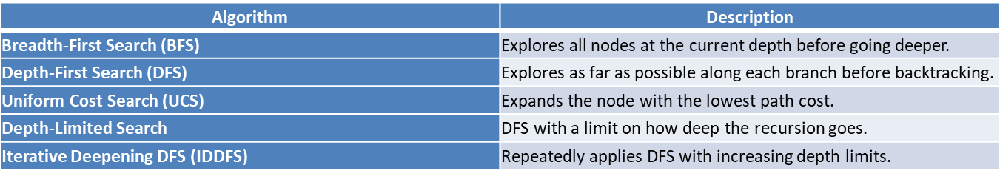 Algorithm Description
Breadth-First Search (BFS) Explores all nodes at the current depth before going deeper.
Depth-First Search (DFS) Explores as far as possible along each branch before backtracking.
Uniform Cost Search (UCS) Expands the node with the lowest path cost.
Depth-Limited Search DFS with a limit on how deep the recursion goes.
Iterative Deepening DFS (IDDFS) Repeatedly applies DFS with increasing depth limits.